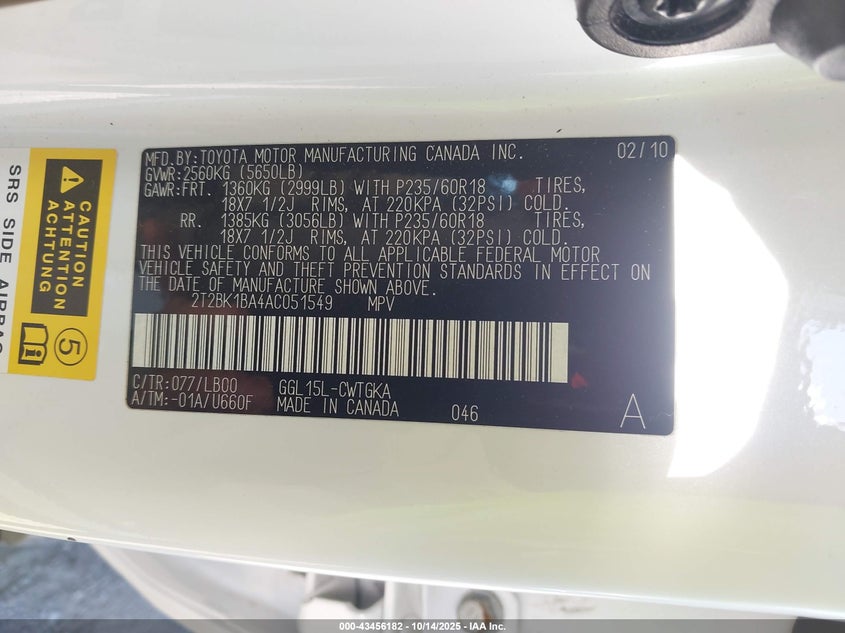 MFD.BY:TOYOTA MOTOR MANUFACTURING CANADA INC. 02/10
GVWR:2560KG (5650LB)
GAWR:FRT. 1360KG (2999LB) WITH P235/60R18 TIRES,
18X7 1/2J RIMS, AT 220KPA (32PSI) COLD.
RR. 1385KG (3056LB) WITH P235/60R18 TIRES,
18X7 1/2J RIMS, AT 220KPA (32PSI) COLD.
THIS VEHICLE CONFORMS TO ALL APPLICABLE FEDERAL MOTOR
VEHICLE SAFETY AND THEFT PREVENTION STANDARDS IN EFFECT ON
THE DATE OF MANUFACTURE SHOWN ABOVE.
2T2BK1BA4AC051549 MPV
C/TR:077/LB00 GGL15L-CWTGKA
A/TM:-01A/U660F MADE IN CANADA 046 A
CAUTION
ATTENTION
ACHTUNG
5
SRS SIDE AIRBAG
000-43456182 - 10/14/2025 - IAA Inc.